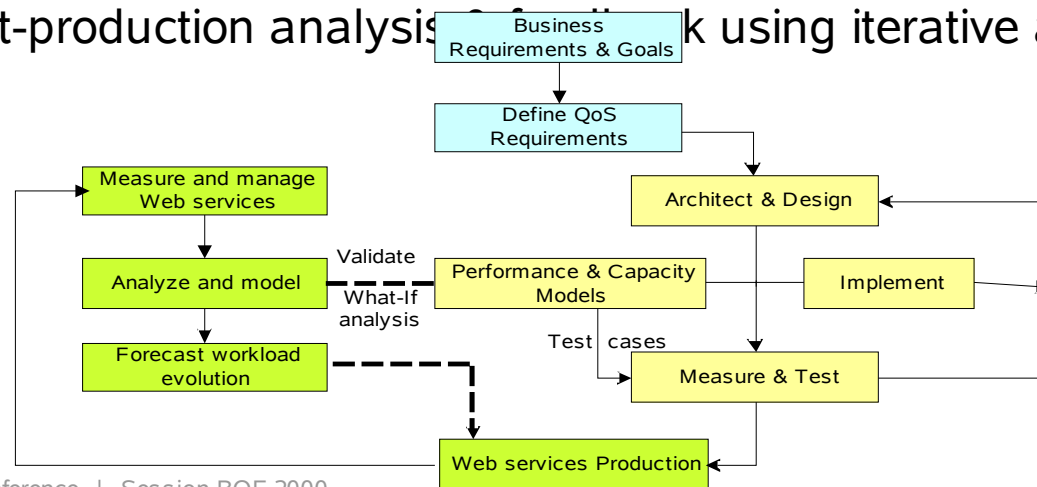 t-production analysis k using iterative
Business
Requirements & Goals
Define QoS
Requirements
Measure and manage
Web services
Architect & Design
Validate
Analyze and model
What-If
analysis
Performance & Capacity
Models
Implement
Test cases
Forecast workload
evolution
Measure & Test
Web services Production